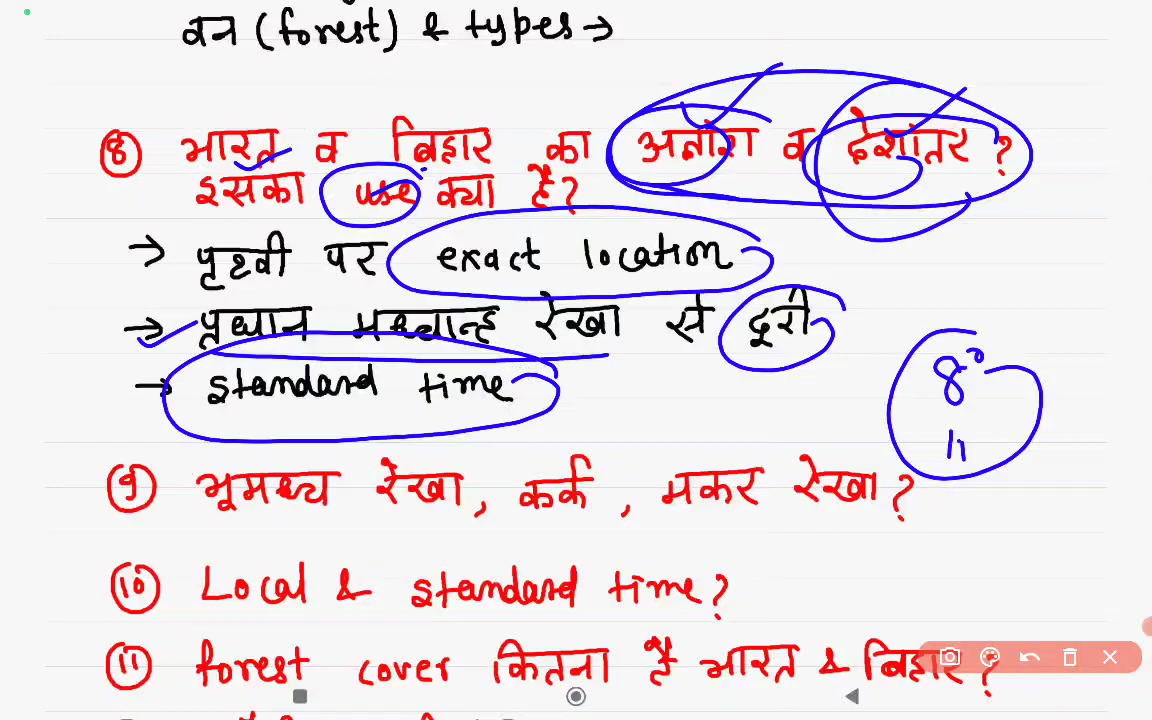 वन (forest) & types →
⑧ भारत व बिहार का अक्षांश व देशांतर ?
इसका use क्या है?
→ पृथ्वी पर exact location
→ प्रधान मध्यान्ह रेखा से दूरी
→ standard time
8°
11
⑨ भूमध्य रेखा, कर्क, मकर रेखा?
⑩ Local & standard time?
⑪ forest cover कितना है भारत & बिहार?